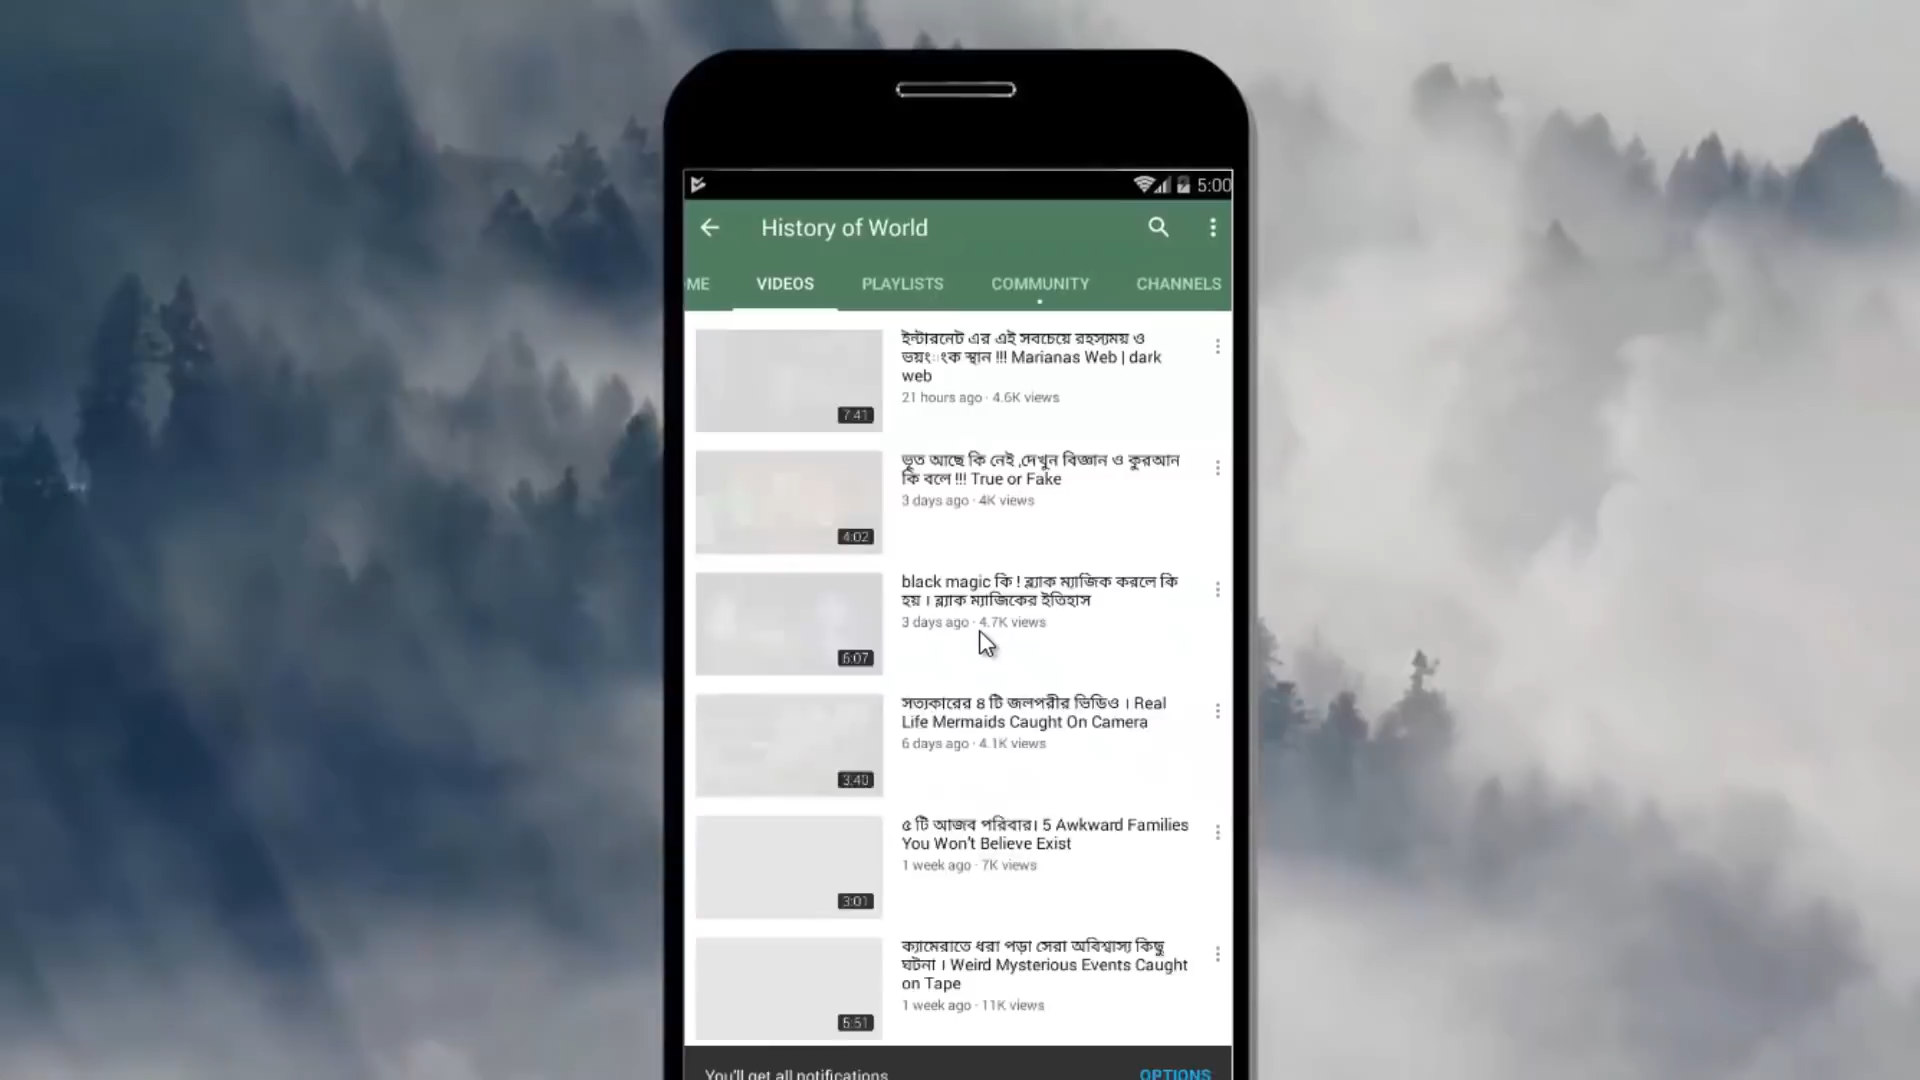 5:00
History of World
ME VIDEOS PLAYLISTS COMMUNITY CHANNELS
ইন্টারনেট এর এই সবচেয়ে রহস্যময় ও
স্থান !!! Marianas Web | dark
web
21 hours ago · 4.6K views
7:41
ভূত আছে কি নেই ,দেখুন বিজ্ঞান ও কুরআন
কি বলে !!! True or Fake
3 days ago · 4K views
4:02
black magic কি ! ব্ল্যাক ম্যাজিক করলে কি
হয় । ব্ল্যাক ম্যাজিকের ইতিহাস
3 days ago · 4.7K views
6:07
সত্যকারের ৪ টি জলপরীর ভিডিও । Real
Life Mermaids Caught On Camera
6 days ago · 4.1K views
3:40
৫ টি আজব পরিবার। 5 Awkward Families
You Won't Believe Exist
1 week ago · 7K views
3:01
ক্যামেরাতে ধরা পড়া সেরা অবিশ্বাস্য কিছু
ঘটনা । Weird Mysterious Events Caught
on Tape
1 week ago · 11K views
5:51
You'll get all notifications OPTIONS